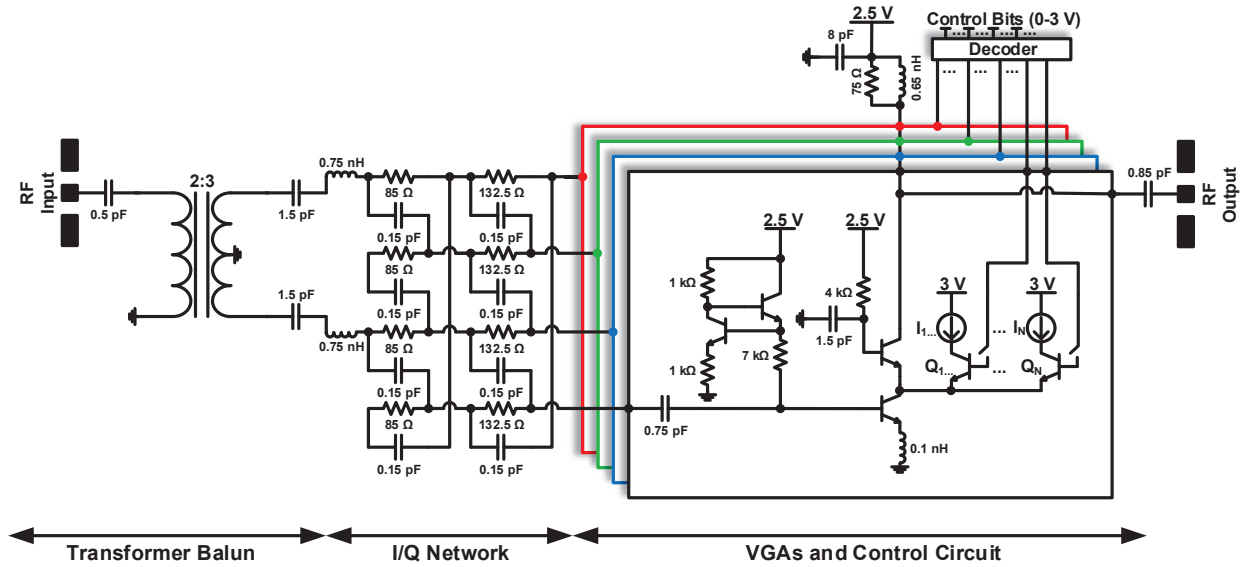 2.5 V
Control Bits (0-3 V)
... ... ... ...
Decoder
... ...
8 pF
75 Ω
0.65 nH
RF Input
0.5 pF
2:3
1.5 pF
1.5 pF
0.75 nH
0.75 nH
85 Ω
132.5 Ω
0.15 pF
0.15 pF
85 Ω
132.5 Ω
0.15 pF
0.15 pF
85 Ω
132.5 Ω
0.15 pF
0.15 pF
85 Ω
132.5 Ω
0.15 pF
0.15 pF
0.75 pF
2.5 V
1 kΩ
1 kΩ
7 kΩ
2.5 V
4 kΩ
1.5 pF
0.1 nH
3 V
3 V
I1...
...
IN
Q1...
...
QN
0.85 pF
RF Output
Transformer Balun
I/Q Network
VGAs and Control Circuit